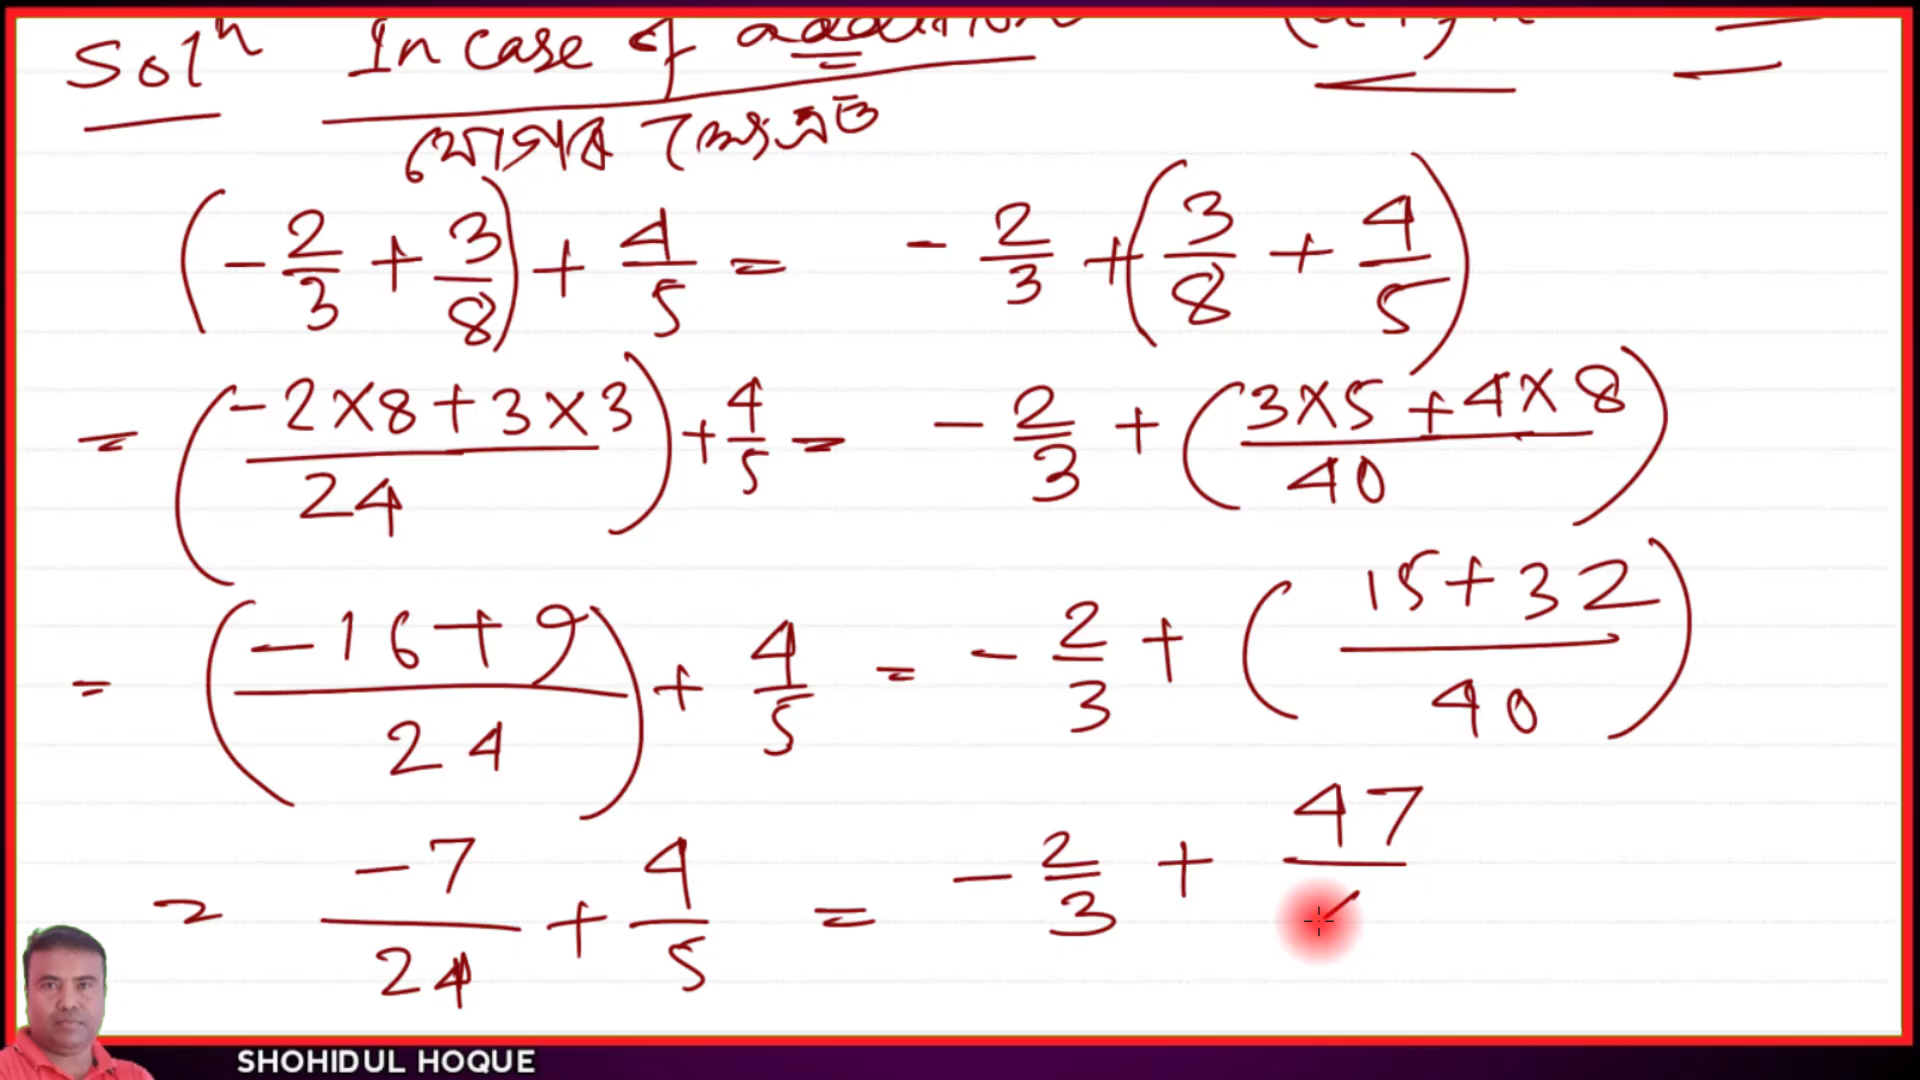 Solⁿ In case of addition
যোগৰ ক্ষেত্ৰত
(-2/3 + 3/8) + 4/5 = -2/3 + (3/8 + 4/5)
= ((-2×8+3×3)/24) + 4/5 = -2/3 + ((3×5+4×8)/40)
= ((-16+9)/24) + 4/5 = -2/3 + ((15+32)/40)
= -7/24 + 4/5 = -2/3 + 47/
SHOHIDUL HOQUE